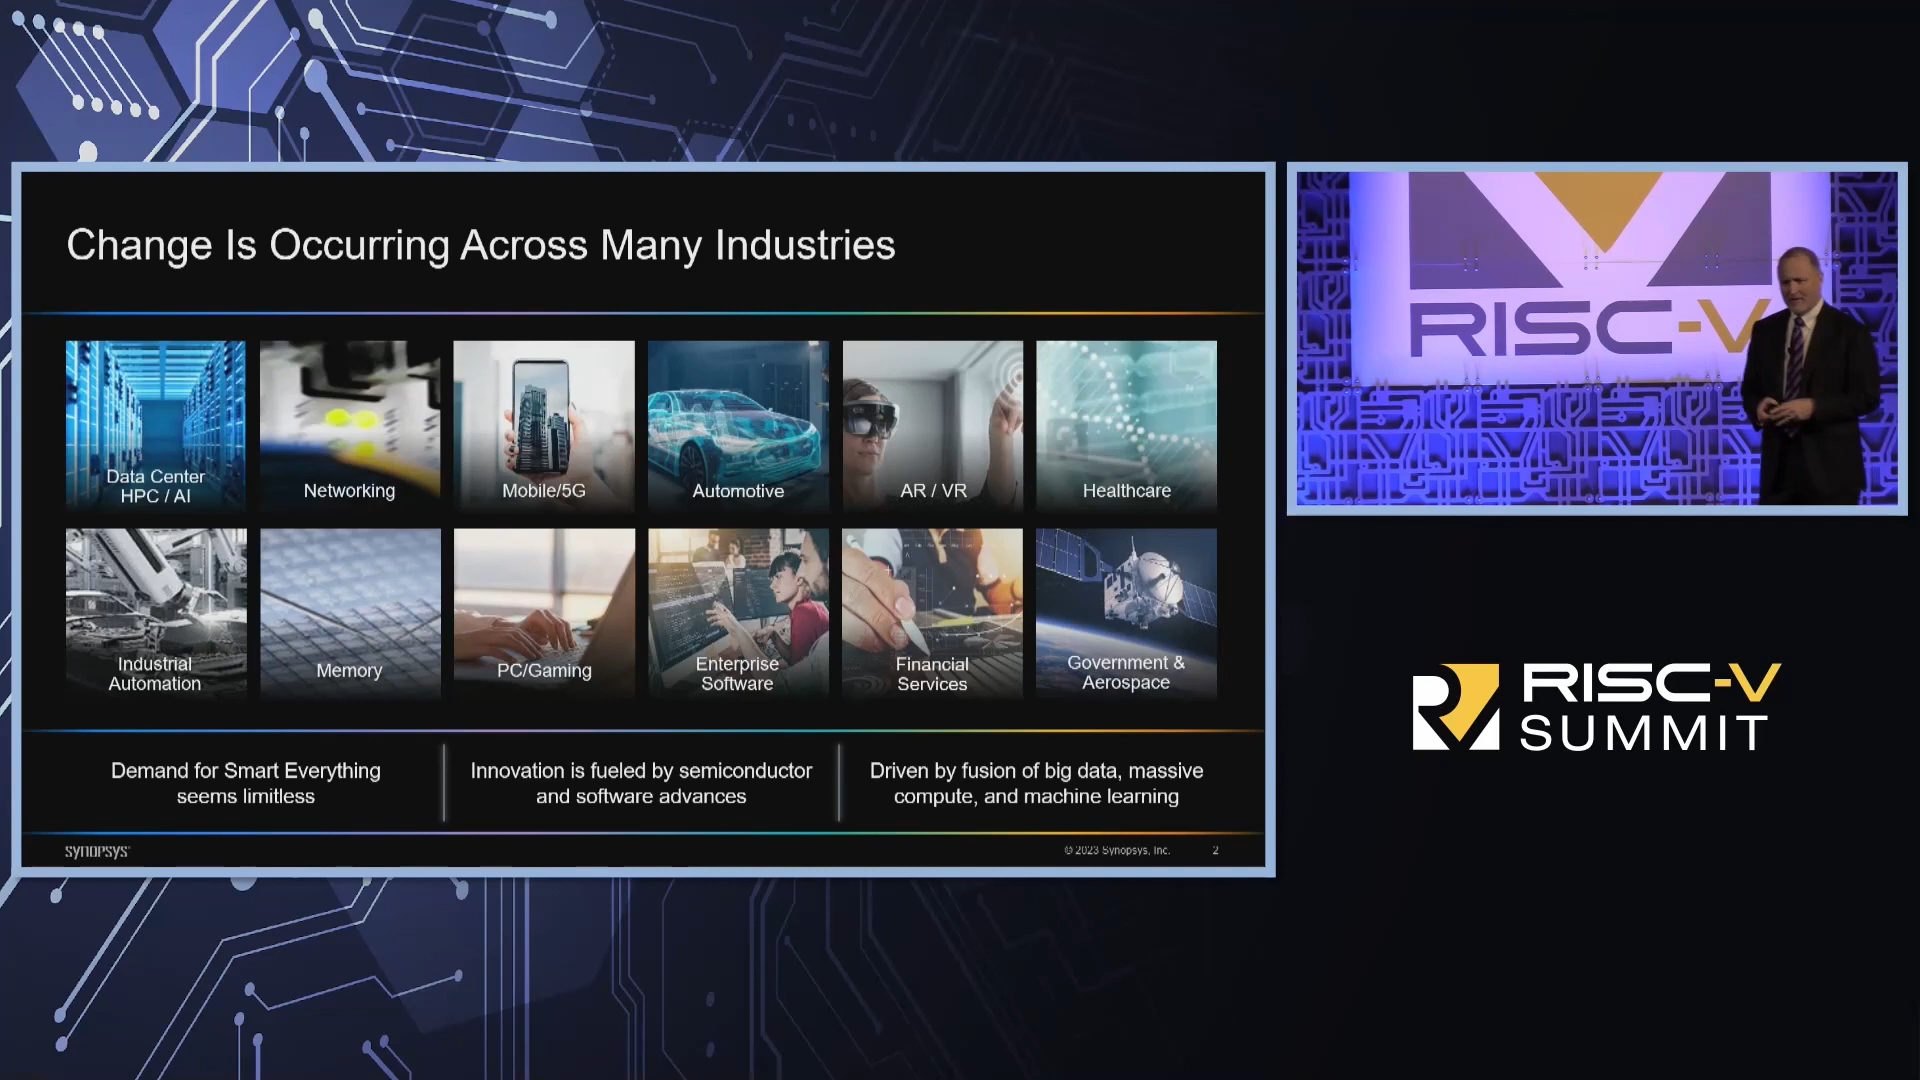 Change Is Occurring Across Many Industries
Data Center
HPC / AI
Networking
Mobile/5G
Automotive
AR / VR
Healthcare
Industrial
Automation
Memory
PC/Gaming
Enterprise
Software
Financial
Services
Government &
Aerospace
Demand for Smart Everything
seems limitless
Innovation is fueled by semiconductor
and software advances
Driven by fusion of big data, massive
compute, and machine learning
SYNOPSYS®
© 2023 Synopsys, Inc.
2
RISC-V
RISC-V
SUMMIT